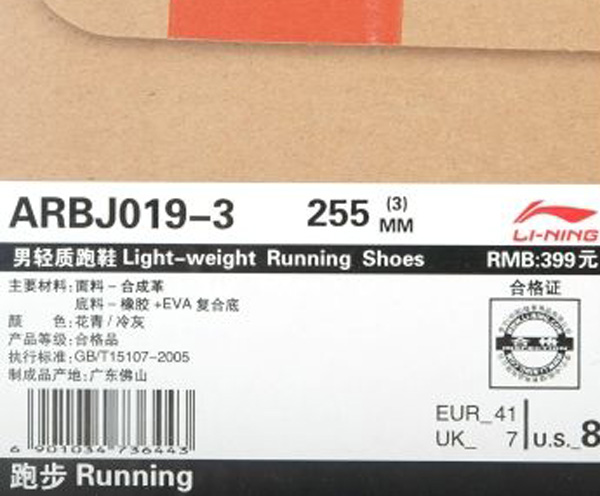 ARBJ019-3 255 (3) MM
LI-NING
男轻质跑鞋 Light-weight Running Shoes RMB:399元
主要材料: 面料 - 合成革
底料 - 橡胶 +EVA 复合底
颜 色: 花青 / 冷灰
产品等级: 合格品
执行标准: GB/T15107-2005
制成品产地: 广东佛山
合格证
合格
6 901034 736443
EUR_ 41
UK_ 7
U.S._ 8
跑步 Running